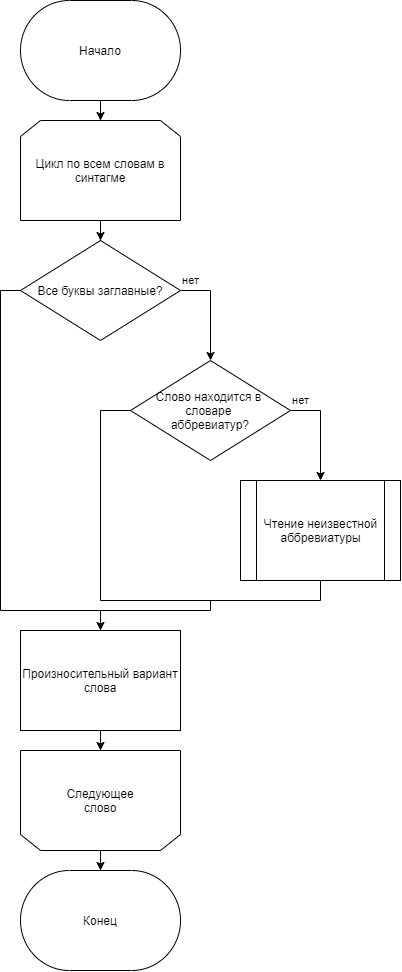 Начало
Цикл по всем словам в
синтагме
Все буквы заглавные?
нет
Слово находится в
словаре
аббревиатур?
нет
Чтение неизвестной
аббревиатуры
Произносительный вариант
слова
Следующее
слово
Конец